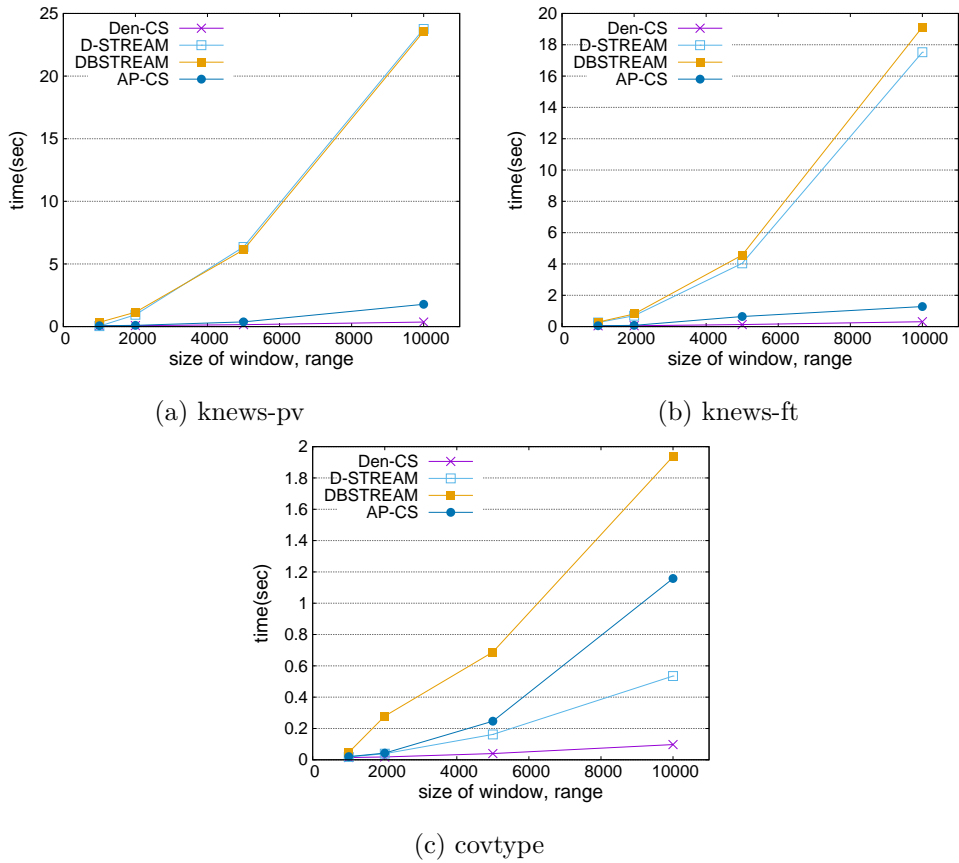 Den-CS
D-STREAM
DBSTREAM
AP-CS
25
20
15
10
5
0
time(sec)
0 2000 4000 6000 8000 10000
size of window, range
(a) knews-pv
Den-CS
D-STREAM
DBSTREAM
AP-CS
20
18
16
14
12
10
8
6
4
2
0
time(sec)
0 2000 4000 6000 8000 10000
size of window, range
(b) knews-ft
Den-CS
D-STREAM
DBSTREAM
AP-CS
2
1.8
1.6
1.4
1.2
1
0.8
0.6
0.4
0.2
0
time(sec)
0 2000 4000 6000 8000 10000
size of window, range
(c) covtype